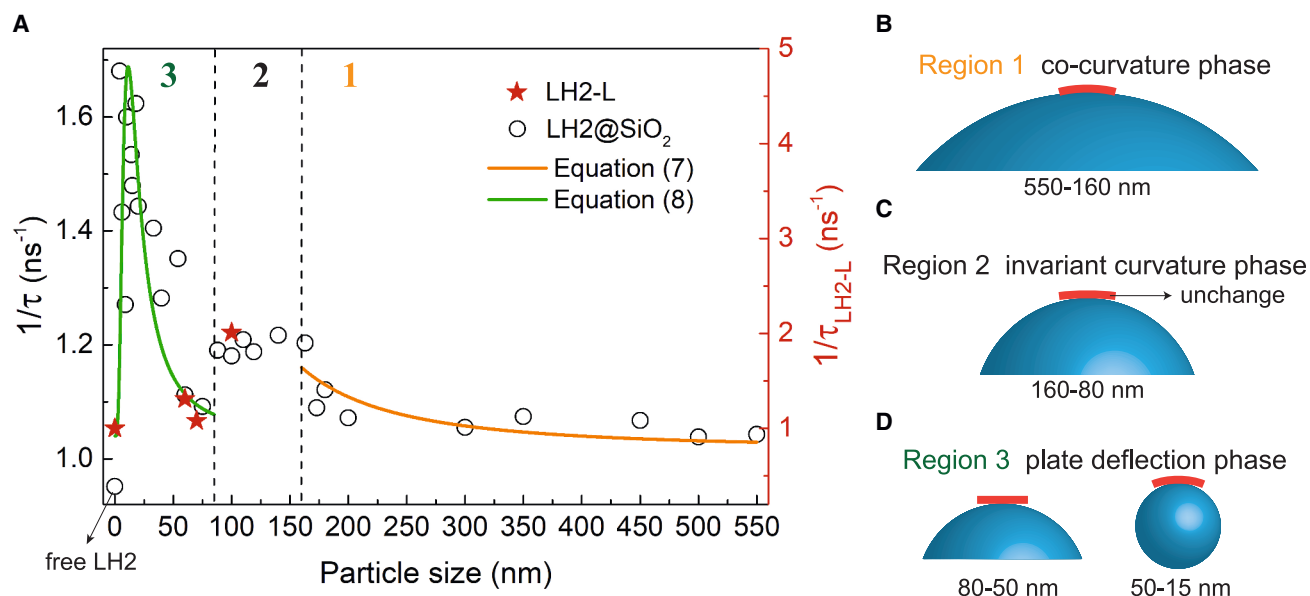 A
3
2
1
LH2-L
LH2@SiO2
Equation (7)
Equation (8)
1/τ (ns-1)
1.6
1.4
1.2
1.0
5
4
3
2
1
1/τLH2-L (ns-1)
0 50 100 150 200 250 300 350 400 450 500 550
free LH2
Particle size (nm)
B
Region 1 co-curvature phase
550-160 nm
C
Region 2 invariant curvature phase
unchange
160-80 nm
D
Region 3 plate deflection phase
80-50 nm
50-15 nm